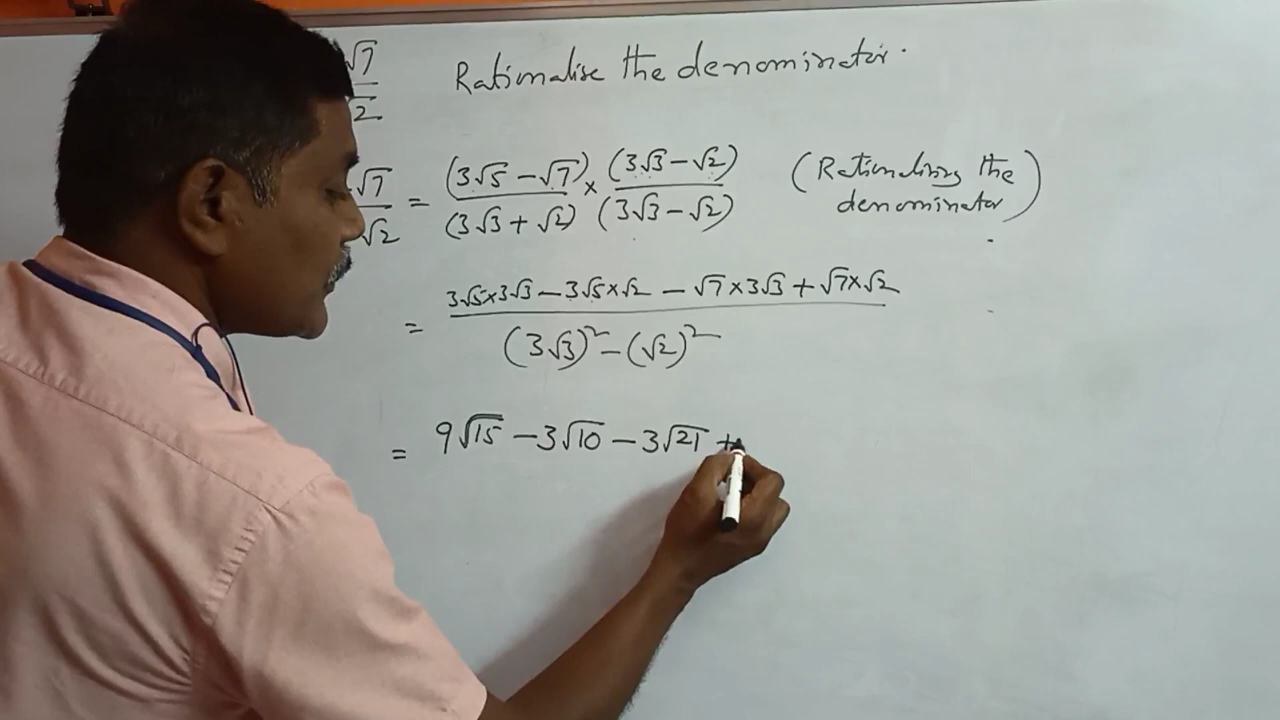 √7 Rationalise the denominator.
√2
-√7 / √2 = (3√5 - √7) / (3√3 + √2) × (3√3 - √2) / (3√3 - √2) (Rationalising the denominator)
= 3√5×3√3 - 3√5×√2 - √7×3√3 + √7×√2
(3√3)² - (√2)²
= 9√15 - 3√10 - 3√21 +